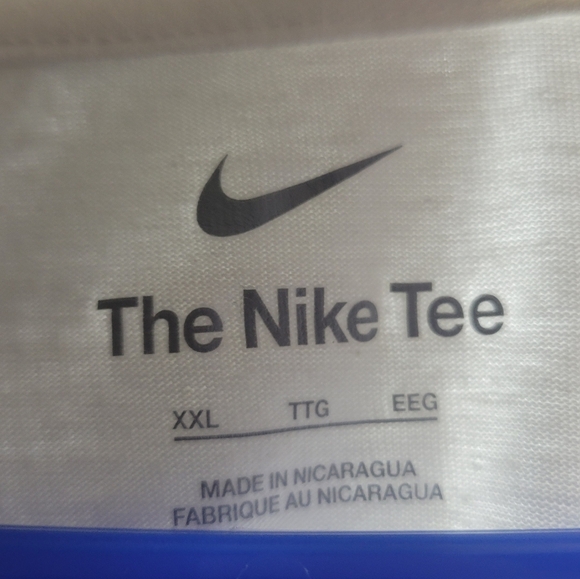 The Nike Tee
XXL TTG EEG
MADE IN NICARAGUA
FABRIQUE AU NICARAGUA